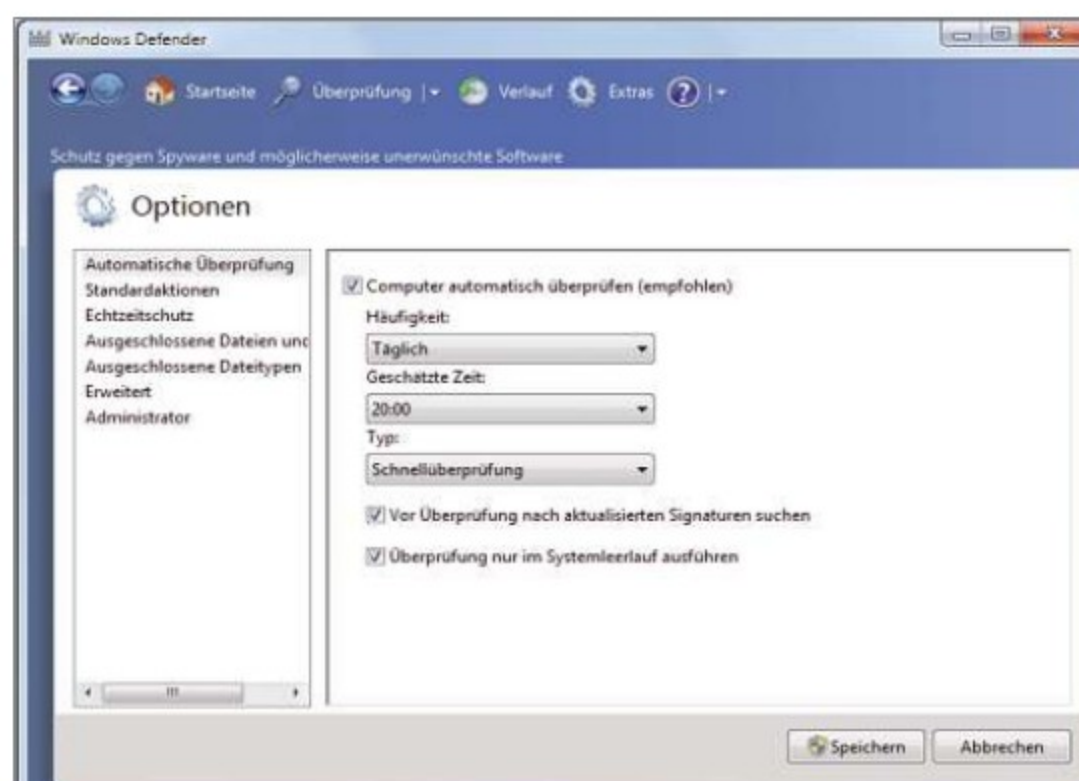 Windows Defender
Startseite Überprüfung Verlauf Extras ?
Schutz gegen Spyware und möglicherweise unerwünschte Software
Optionen
Automatische Überprüfung
Standardaktionen
Echtzeitschutz
Ausgeschlossene Dateien und
Ausgeschlossene Dateitypen
Erweitert
Administrator
Computer automatisch überprüfen (empfohlen)
Häufigkeit:
Täglich
Geschätzte Zeit:
20:00
Typ:
Schnellüberprüfung
Vor Überprüfung nach aktualisierten Signaturen suchen
Überprüfung nur im Systemleerlauf ausführen
Speichern Abbrechen